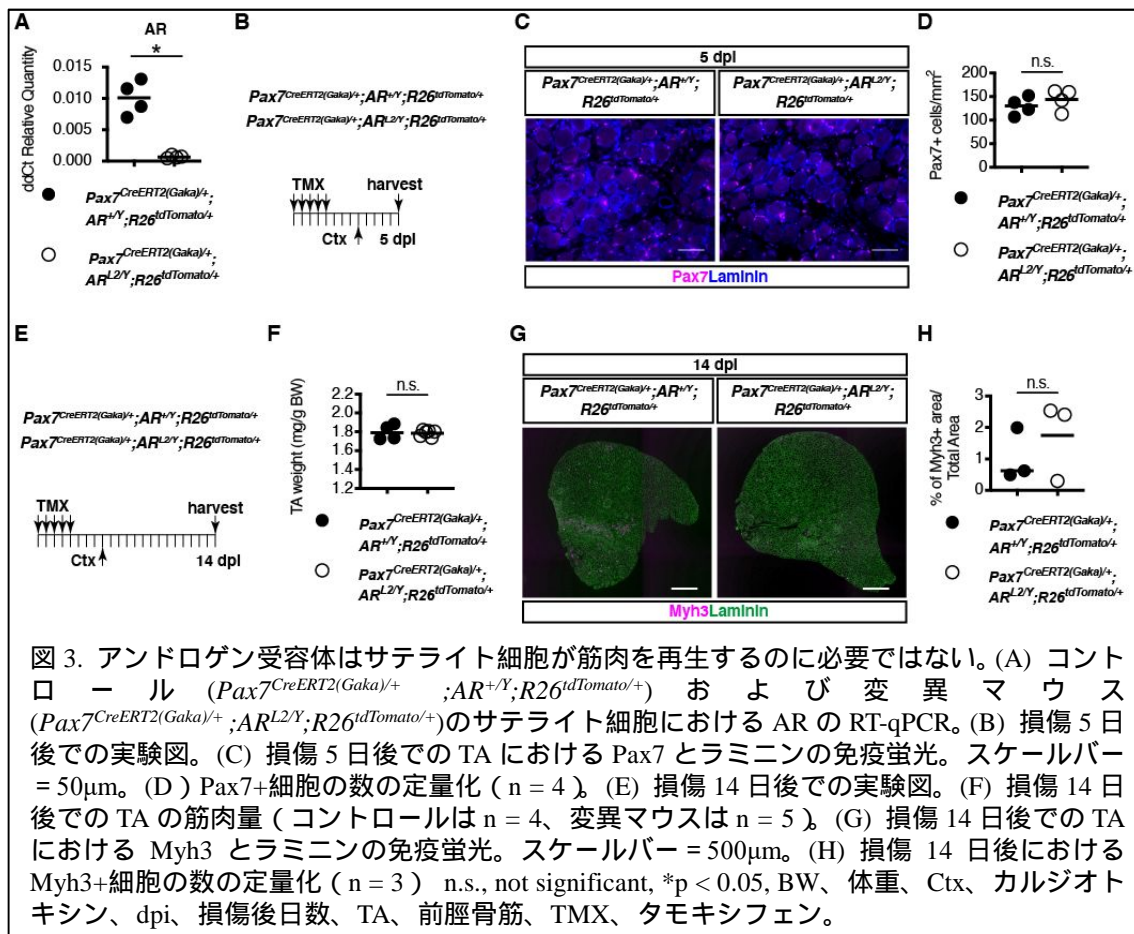 A
AR
*
ddCt Relative Quantity
0.015
0.010
0.005
0.000
Pax7CreERT2(Gaka)/+;
AR+/Y;R26tdTomato/+
Pax7CreERT2(Gaka)/+;
ARL2/Y;R26tdTomato/+
B
Pax7CreERT2(Gaka)/+;AR+/Y;R26tdTomato/+
Pax7CreERT2(Gaka)/+;ARL2/Y;R26tdTomato/+
TMX
harvest
Ctx
5 dpl
C
5 dpl
Pax7CreERT2(Gaka)/+;AR+/Y;
R26tdTomato/+
Pax7CreERT2(Gaka)/+;ARL2/Y;
R26tdTomato/+
Pax7Laminin
D
n.s.
Pax7+ cells/mm2
200
150
100
50
0
Pax7CreERT2(Gaka)/+;
AR+/Y;R26tdTomato/+
Pax7CreERT2(Gaka)/+;
ARL2/Y;R26tdTomato/+
E
Pax7CreERT2(Gaka)/+;AR+/Y;R26tdTomato/+
Pax7CreERT2(Gaka)/+;ARL2/Y;R26tdTomato/+
TMX
harvest
Ctx
14 dpl
F
n.s.
TA weight (mg/g BW)
2.2
2.0
1.8
1.6
1.4
1.2
Pax7CreERT2(Gaka)/+;
AR+/Y;R26tdTomato/+
Pax7CreERT2(Gaka)/+;
ARL2/Y;R26tdTomato/+
G
14 dpl
Pax7CreERT2(Gaka)/+;AR+/Y;
R26tdTomato/+
Pax7CreERT2(Gaka)/+;ARL2/Y;
R26tdTomato/+
Myh3Laminin
H
n.s.
% of Myh3+ area/
Total Area
3
2
1
0
Pax7CreERT2(Gaka)/+;
AR+/Y;R26tdTomato/+
Pax7CreERT2(Gaka)/+;
ARL2/Y;R26tdTomato/+
図 3. アンドロゲン受容体はサテライト細胞が筋肉を再生するのに必要ではない。(A) コント
ロール (Pax7CreERT2(Gaka)/+ ;AR+/Y;R26tdTomato/+) および変異マウス
(Pax7CreERT2(Gaka)/+ ;ARL2/Y;R26tdTomato/+)のサテライト細胞における AR の RT-qPCR。(B) 損傷 5 日
後での実験図。(C) 損傷 5 日後での TA における Pax7 とラミニンの免疫蛍光。スケールバー
= 50μm。(D ) Pax7+細胞の数の定量化 ( n = 4 )。(E) 損傷 14 日後での実験図。(F) 損傷 14 日
後での TA の筋肉量 ( コントロールは n = 4、変異マウスは n = 5 )。(G) 損傷 14 日後での TA
における Myh3 とラミニンの免疫蛍光。スケールバー = 500μm。(H) 損傷 14 日後における
Myh3+細胞の数の定量化 ( n = 3 ) n.s., not significant, *p < 0.05, BW、体重、Ctx、カルジオト
キシン、dpi、損傷後日数、TA、前脛骨筋、TMX、タモキシフェン。